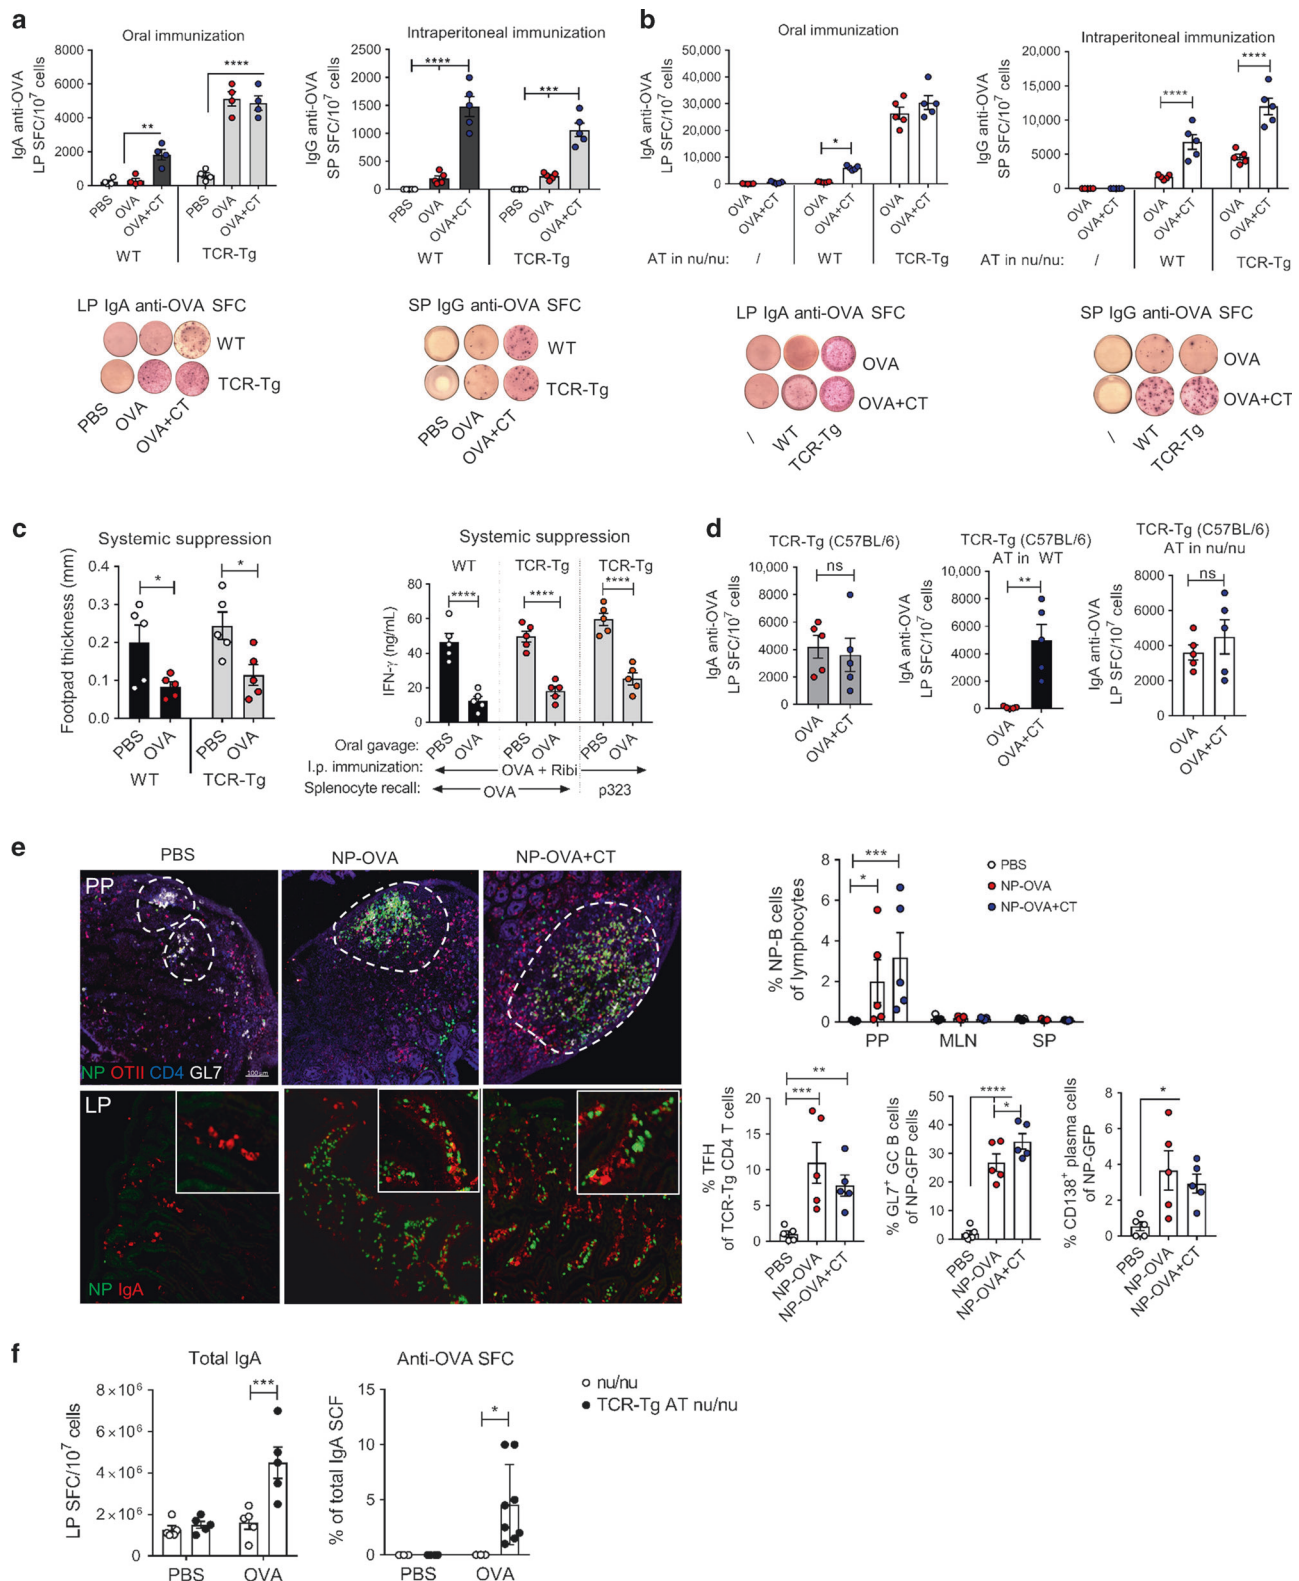 a
Oral immunization
IgA anti-OVA
LP SFC/10⁷ cells
8000
6000
4000
2000
0
**
****
PBS
OVA
OVA+CT
PBS
OVA
OVA+CT
WT
TCR-Tg
Intraperitoneal immunization
IgG anti-OVA
SP SFC/10⁷ cells
2500
2000
1500
1000
500
0
****
***
PBS
OVA
OVA+CT
PBS
OVA
OVA+CT
WT
TCR-Tg
LP IgA anti-OVA SFC
WT
TCR-Tg
PBS
OVA
OVA+CT
SP IgG anti-OVA SFC
WT
TCR-Tg
PBS
OVA
OVA+CT
b
Oral immunization
IgA anti-OVA
LP SFC/10⁷ cells
50,000
40,000
30,000
20,000
10,000
0
*
OVA
OVA+CT
OVA
OVA+CT
OVA
OVA+CT
AT in nu/nu: / WT TCR-Tg
Intraperitoneal immunization
IgG anti-OVA
SP SFC/10⁷ cells
20,000
15,000
10,000
5000
0
****
****
OVA
OVA+CT
OVA
OVA+CT
OVA
OVA+CT
AT in nu/nu: / WT TCR-Tg
LP IgA anti-OVA SFC
OVA
OVA+CT
/
WT
TCR-Tg
SP IgG anti-OVA SFC
OVA
OVA+CT
/
WT
TCR-Tg
c
Systemic suppression
Footpad thickness (mm)
0.4
0.3
0.2
0.1
0.0
*
*
PBS
OVA
PBS
OVA
WT
TCR-Tg
Systemic suppression
WT TCR-Tg TCR-Tg
IFN-γ (ng/mL)
80
60
40
20
0
****
****
****
Oral gavage: PBS OVA PBS OVA PBS OVA
I.p. immunization: OVA + Ribi
Splenocyte recall: OVA p323
d
TCR-Tg (C57BL/6)
IgA anti-OVA
LP SFC/10⁷ cells
10,000
8000
6000
4000
2000
0
ns
OVA
OVA+CT
TCR-Tg (C57BL/6)
AT in WT
IgA anti-OVA
LP SFC/10⁷ cells
10,000
8000
6000
4000
2000
0
**
OVA
OVA+CT
TCR-Tg (C57BL/6)
AT in nu/nu
IgA anti-OVA
LP SFC/10⁷ cells
8000
6000
4000
2000
0
ns
OVA
OVA+CT
e
PBS
NP-OVA
NP-OVA+CT
PP
NP OTII CD4 GL7
100 µm
LP
NP IgA
% NP-B cells
of lymphocytes
8
6
4
2
0
*
***
PBS
NP-OVA
NP-OVA+CT
PP
MLN
SP
% TFH
of TCR-Tg CD4 T cells
20
15
10
5
0
**
***
PBS
NP-OVA
NP-OVA+CT
% GL7⁺ GC B cells
of NP-GFP cells
50
40
30
20
10
0
****
*
PBS
NP-OVA
NP-OVA+CT
% CD138⁺ plasma cells
of NP-GFP
8
6
4
2
0
*
PBS
NP-OVA
NP-OVA+CT
f
Total IgA
LP SFC/10⁷ cells
8×10⁶
6×10⁶
4×10⁶
2×10⁶
0
***
PBS
OVA
Anti-OVA SFC
% of total IgA SCF
15
10
5
0
*
PBS
OVA
nu/nu
TCR-Tg AT nu/nu